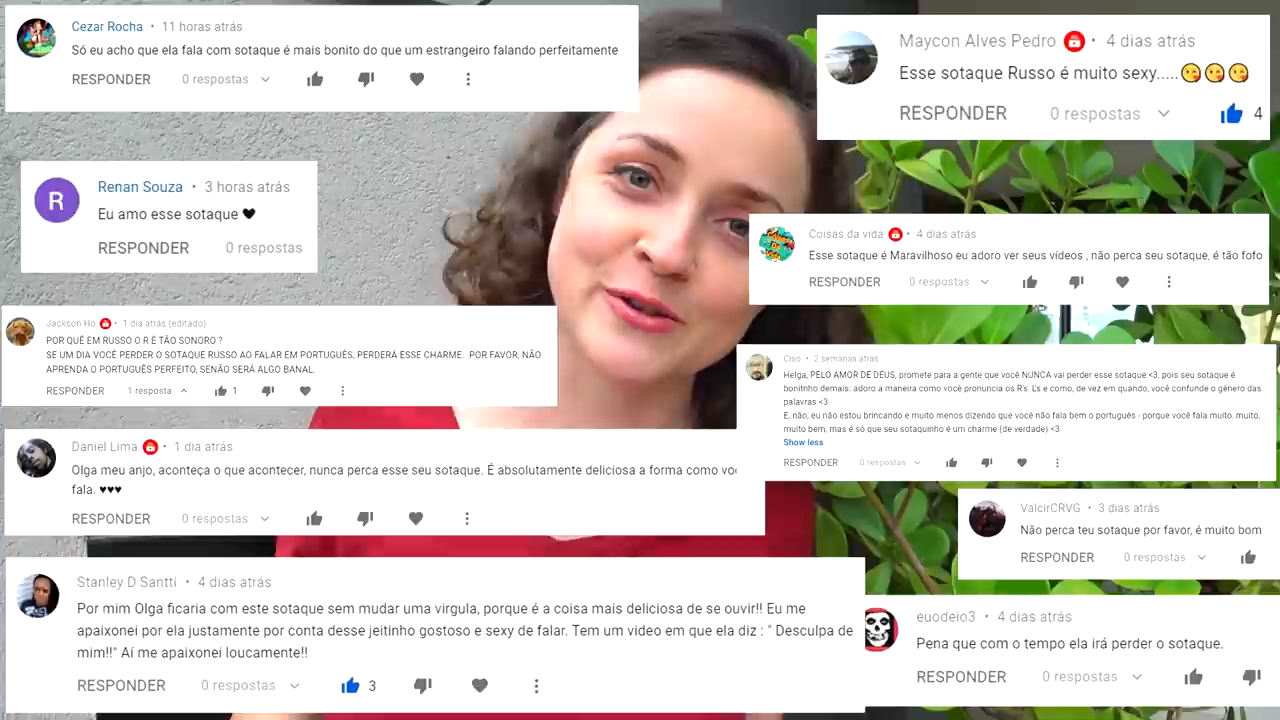 Cezar Rocha • 11 horas atrás
Só eu acho que ela fala com sotaque é mais bonito do que um estrangeiro falando perfeitamente
RESPONDER 0 respostas
Maycon Alves Pedro • 4 dias atrás
Esse sotaque Russo é muito sexy.....😋😋😋
RESPONDER 0 respostas 4
Renan Souza • 3 horas atrás
Eu amo esse sotaque 🖤
RESPONDER 0 respostas
Coisas da vida • 4 dias atrás
Esse sotaque é Maravilhoso eu adoro ver seus vídeos , não perca seu sotaque, é tão fofo
RESPONDER 0 respostas
Jackson Ho • 1 dia atrás (editado)
POR QUÊ EM RUSSO O R É TÃO SONORO ?
SE UM DIA VOCÊ PERDER O SOTAQUE RUSSO AO FALAR EM PORTUGUÊS, PERDERÁ ESSE CHARME. POR FAVOR, NÃO
APRENDA O PORTUGUÊS PERFEITO, SENÃO SERÁ ALGO BANAL.
RESPONDER 1 resposta 1
Ciso • 2 semanas atrás
Helga, PELO AMOR DE DEUS, promete para a gente que você NUNCA vai perder esse sotaque <3, pois seu sotaque é
bonitnho demais: adoro a maneira como você pronuncia os R's. L's e como, de vez em quando, você confunde o gênero das
palavras <3
E, não, eu não estou brincando e muito menos dizendo que você não fala bem o português - porque você fala muito, muito,
muito bem, mas é só que seu sotaquinho é um charme (de verdade) <3
Show less
RESPONDER 0 respostas
Daniel Lima • 1 dia atrás
Olga meu anjo, aconteça o que acontecer, nunca perca esse seu sotaque. É absolutamente deliciosa a forma como voc
fala. ♥♥♥
RESPONDER 0 respostas
ValcirCRVG • 3 dias atrás
Não perca teu sotaque por favor, é muito bom
RESPONDER 0 respostas
Stanley D Santti • 4 dias atrás
Por mim Olga ficaria com este sotaque sem mudar uma virgula, porque é a coisa mais deliciosa de se ouvir!! Eu me
apaixonei por ela justamente por conta desse jeitinho gostoso e sexy de falar. Tem um video em que ela diz : " Desculpa de
mim!!" Aí me apaixonei loucamente!!
RESPONDER 0 respostas 3
euodeio3 • 4 dias atrás
Pena que com o tempo ela irá perder o sotaque.
RESPONDER 0 respostas